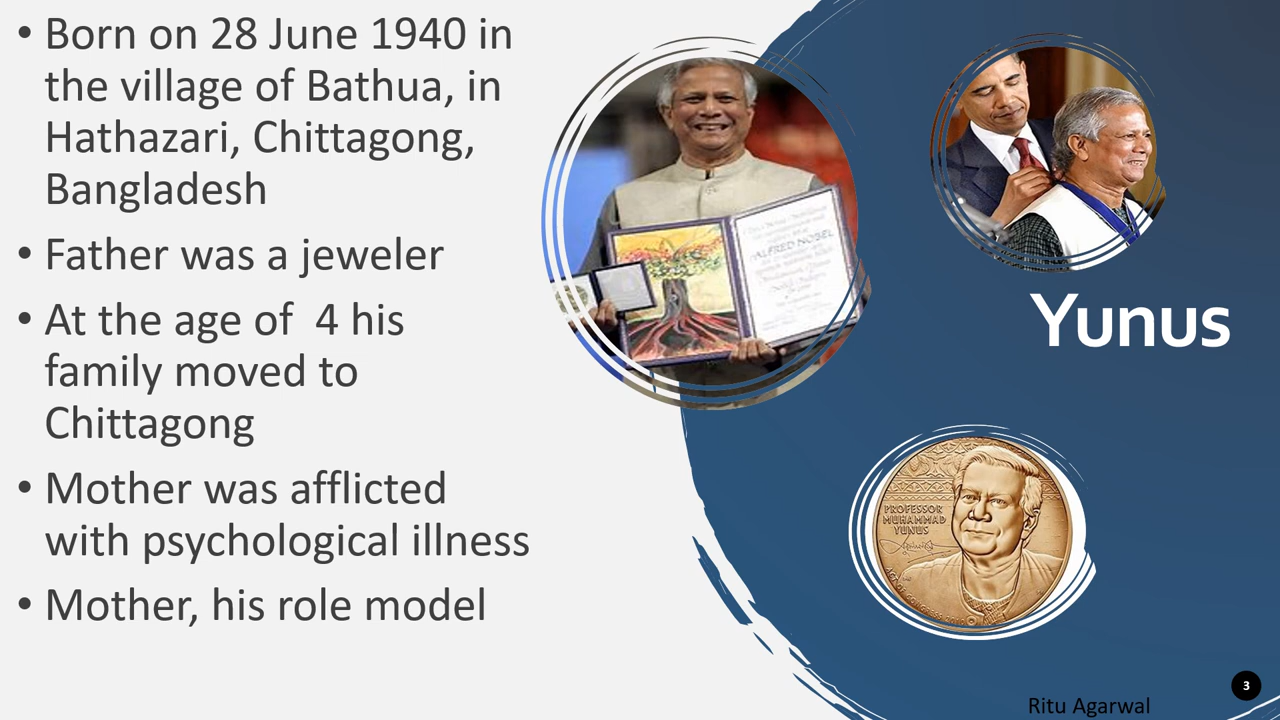 • Born on 28 June 1940 in
the village of Bathua, in
Hathazari, Chittagong,
Bangladesh
• Father was a jeweler
• At the age of  4 his
family moved to
Chittagong
• Mother was afflicted
with psychological illness
• Mother, his role model
ALFRED NOBEL
Yunus
PROFESSOR
MUHAMMAD
YUNUS
3
Ritu Agarwal